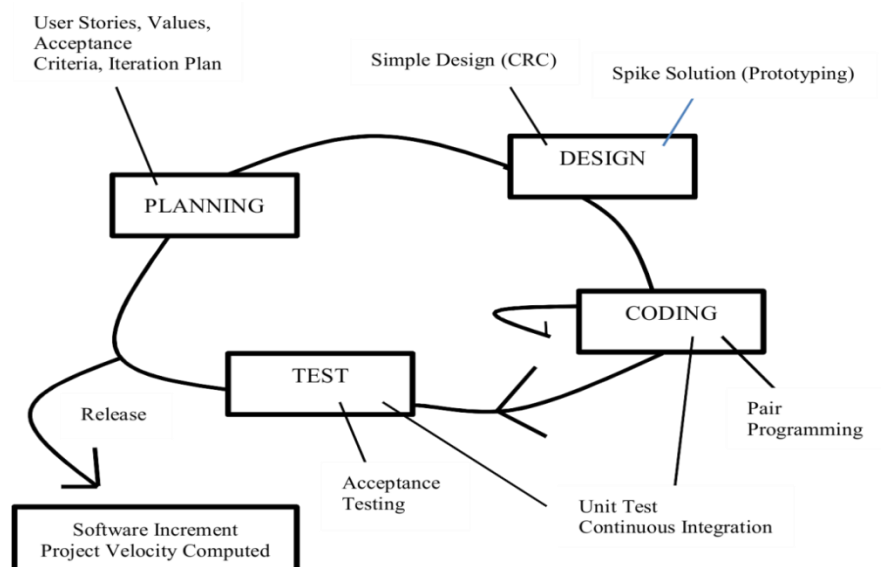 User Stories, Values,
Acceptance
Criteria, Iteration Plan
Simple Design (CRC)
Spike Solution (Prototyping)
DESIGN
PLANNING
CODING
TEST
Release
Pair
Programming
Acceptance
Testing
Unit Test
Continuous Integration
Software Increment
Project Velocity Computed